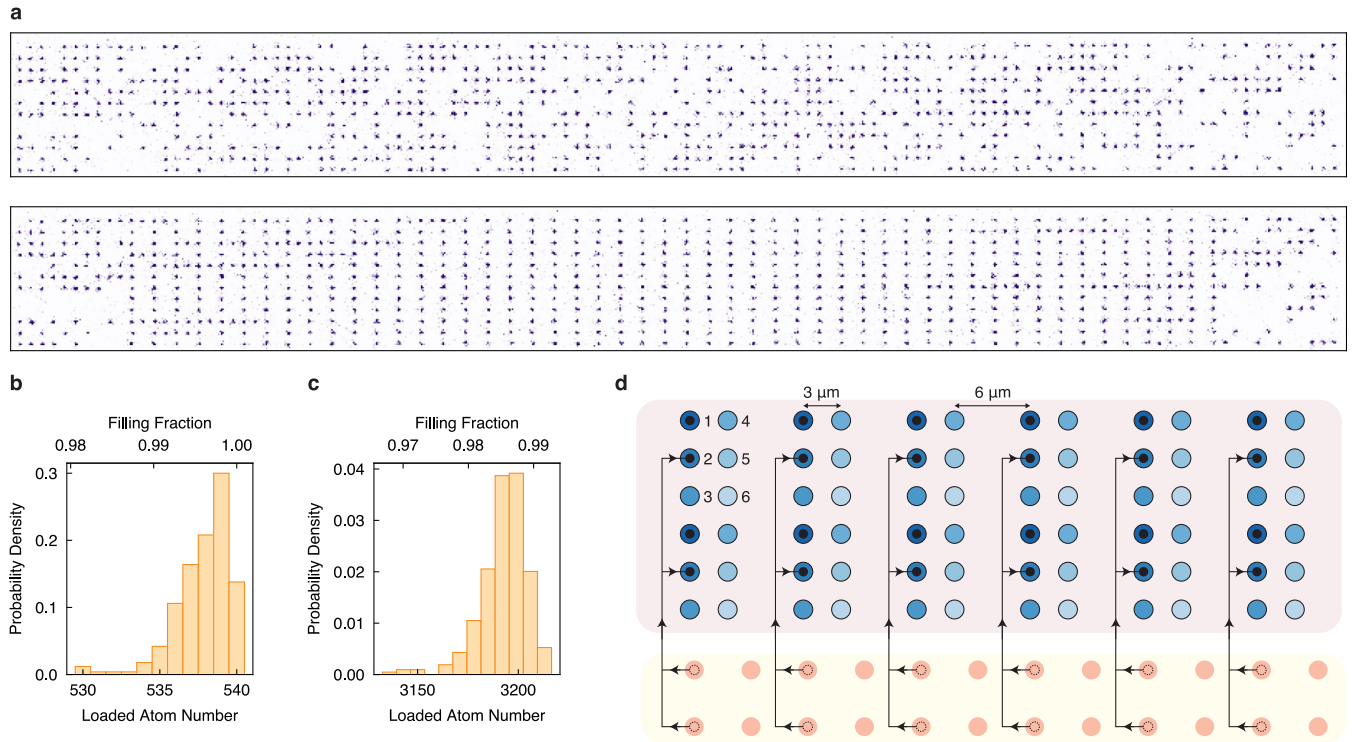 a
b
Filling Fraction
0.98 0.99 1.00
Probability Density
0.3
0.2
0.1
0.0
530 535 540
Loaded Atom Number
c
Filling Fraction
0.97 0.98 0.99
Probability Density
0.04
0.03
0.02
0.01
0.00
3150 3200
Loaded Atom Number
d
3 μm 6 μm
1 4
2 5
3 6